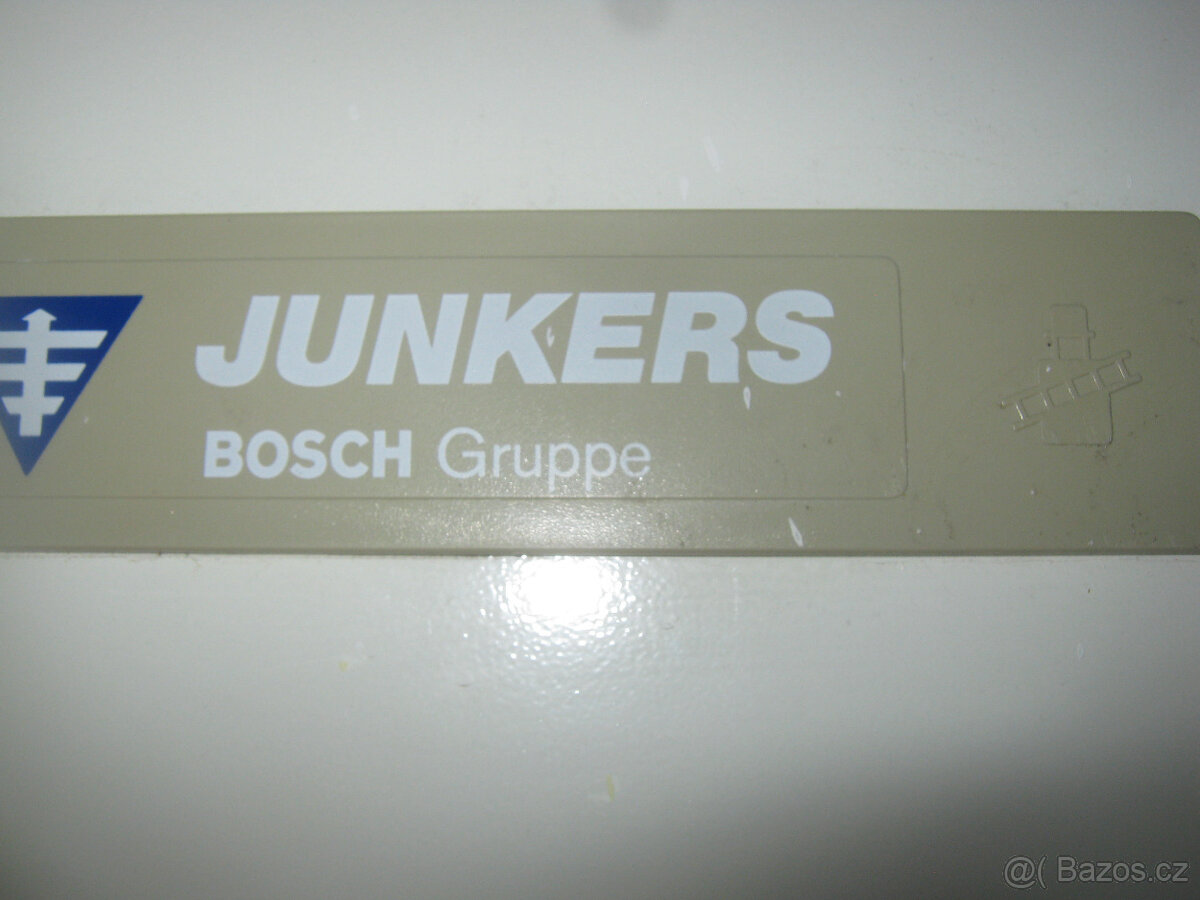 JUNKERS
BOSCH Gruppe
@( Bazos.cz